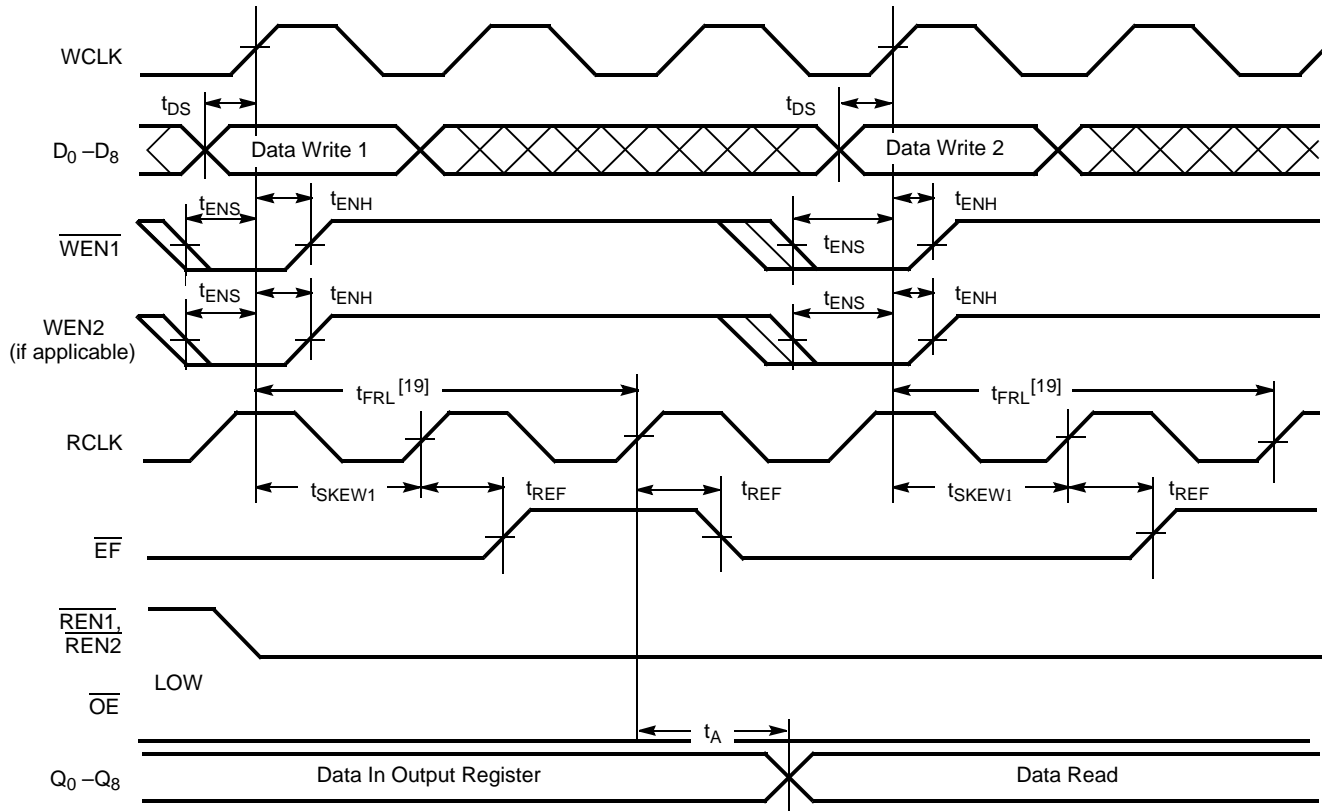 WCLK
tDS
tDS
D0 –D8
Data Write 1
Data Write 2
tENS
tENH
tENH
WEN1
tENS
tENS
tENH
tENS
tENH
WEN2
(if applicable)
tFRL [19]
tFRL [19]
RCLK
tSKEW1
tREF
tREF
tSKEW1
tREF
EF
REN1,
REN2
LOW
OE
tA
Q0 –Q8
Data In Output Register
Data Read